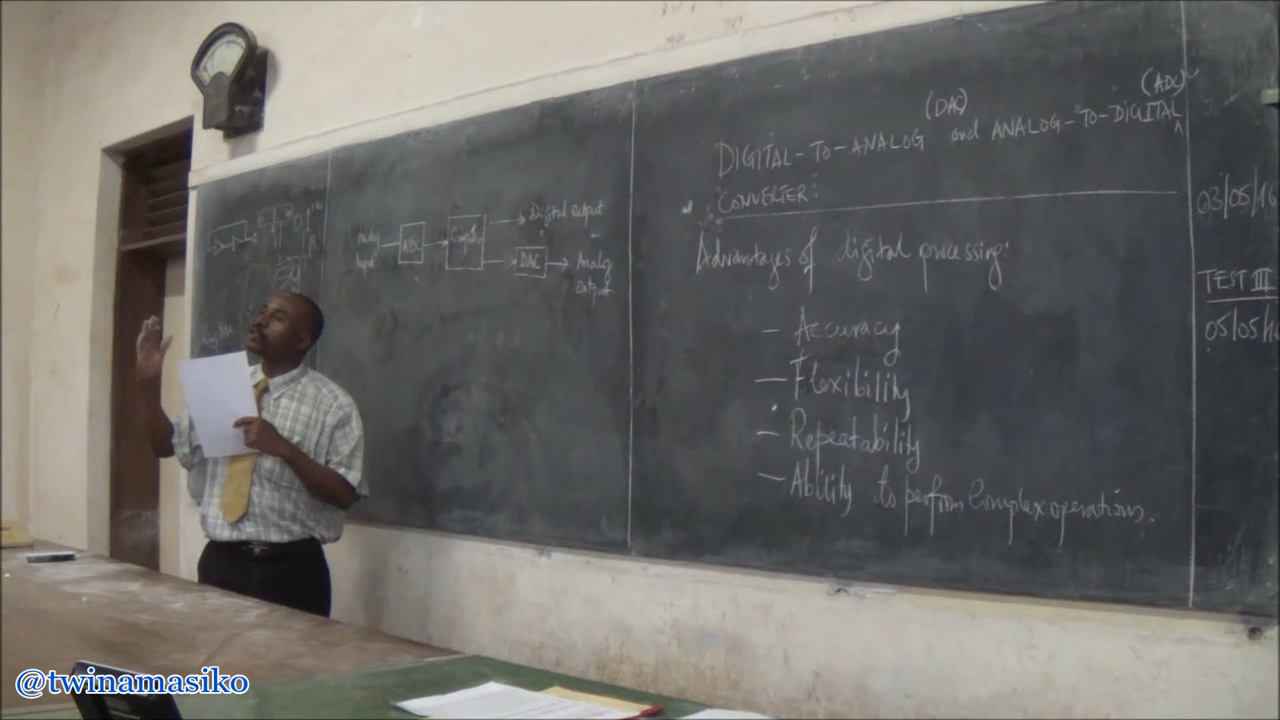 Analog
Input
ADC
Computer
Digital output
DAC
Analog
Output
(DAC)
(ADC)
DIGITAL-TO-ANALOG and ANALOG-TO-DIGITAL
CONVERTER:
Advantages of digital processing:
- Accuracy
- Flexibility
- Repeatability
- Ability to perform Complex operations.
03/05/16
TEST III
05/05/
@twinamasiko